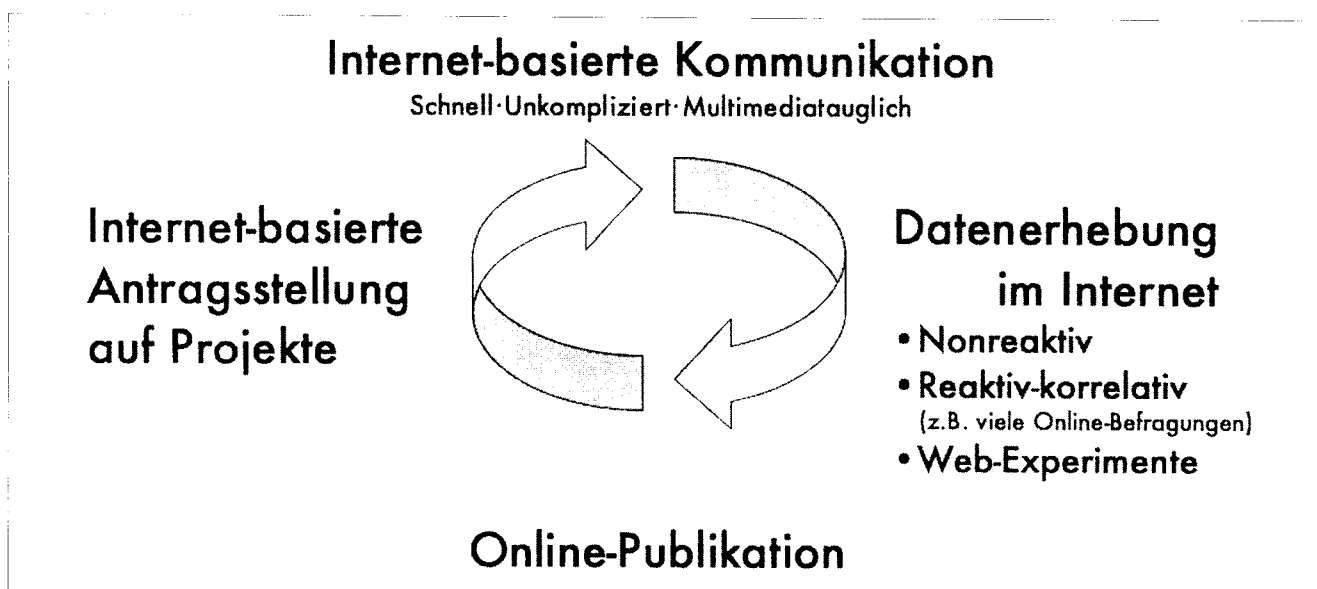 Internet-basierte Kommunikation
Schnell·Unkompliziert·Multimediatauglich
Internet-basierte
Antragsstellung
auf Projekte
Datenerhebung
im Internet
• Nonreaktiv
• Reaktiv-korrelativ
(z.B. viele Online-Befragungen)
• Web-Experimente
Online-Publikation